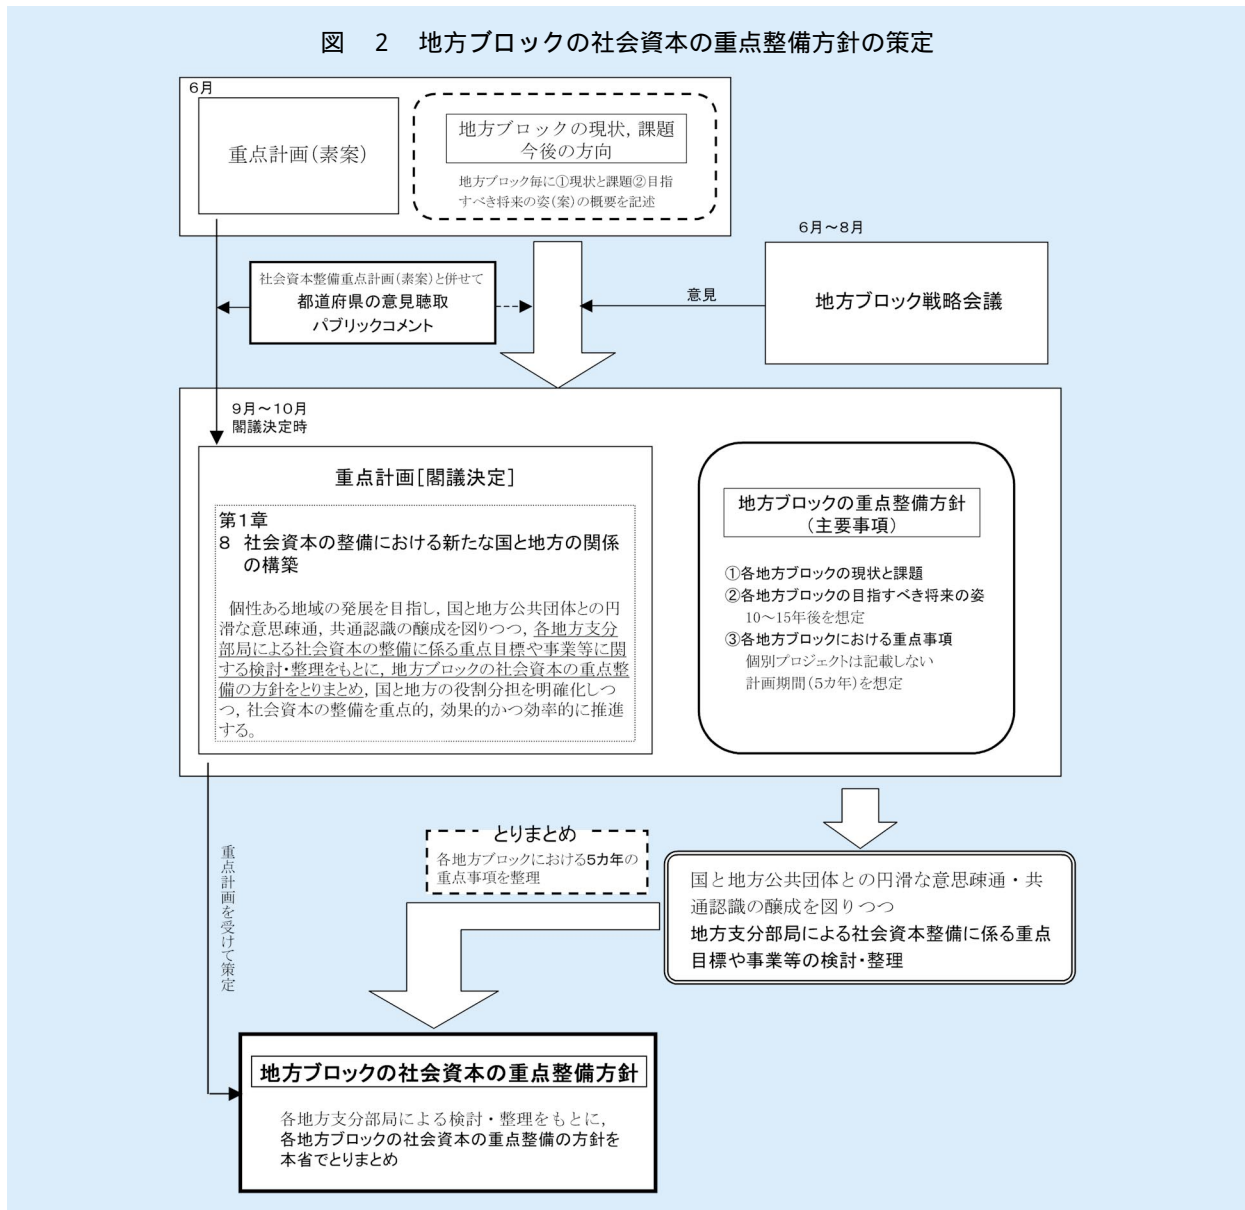 図 2 地方ブロックの社会資本の重点整備方針の策定
6月
重点計画(素案)
地方ブロックの現状,課題
今後の方向
地方ブロック毎に①現状と課題②目指
すべき将来の姿(案)の概要を記述
6月~8月
社会資本整備重点計画(素案)と併せて
都道府県の意見聴取
パブリックコメント
意見
地方ブロック戦略会議
9月~10月
閣議決定時
重点計画[閣議決定]
第1章
8 社会資本の整備における新たな国と地方の関係
の構築
個性ある地域の発展を目指し,国と地方公共団体との円
滑な意思疎通,共通認識の醸成を図りつつ,各地方支分
部局による社会資本の整備に係る重点目標や事業等に関
する検討・整理をもとに,地方ブロックの社会資本の重点整
備の方針をとりまとめ,国と地方の役割分担を明確化しつ
つ,社会資本の整備を重点的,効果的かつ効率的に推進
する。
地方ブロックの重点整備方針
(主要事項)
①各地方ブロックの現状と課題
②各地方ブロックの目指すべき将来の姿
10~15年後を想定
③各地方ブロックにおける重点事項
個別プロジェクトは記載しない
計画期間(5カ年)を想定
重点計画を受けて策定
とりまとめ
各地方ブロックにおける5カ年の
重点事項を整理
国と地方公共団体との円滑な意思疎通・共
通認識の醸成を図りつつ
地方支分部局による社会資本整備に係る重点
目標や事業等の検討・整理
地方ブロックの社会資本の重点整備方針
各地方支分部局による検討・整理をもとに,
各地方ブロックの社会資本の重点整備の方針を
本省でとりまとめ